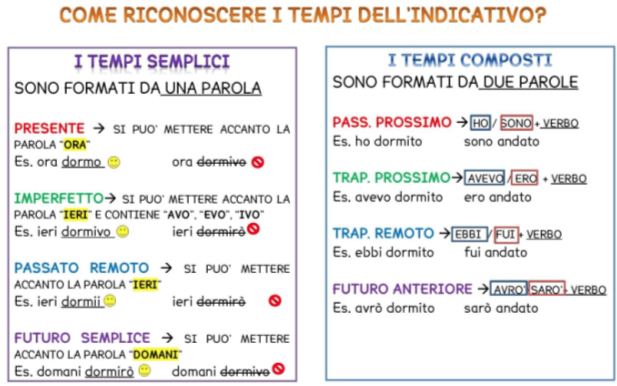 COME RICONOSCERE I TEMPI DELL'INDICATIVO?
I TEMPI SEMPLICI
SONO FORMATI DA UNA PAROLA
PRESENTE → SI PUO' METTERE ACCANTO LA
PAROLA "ORA"
Es. ora dormo 🙂 ora dormivo 🚫
IMPERFETTO→ SI PUO' METTERE ACCANTO LA
PAROLA "IERI" E CONTIENE "AVO", "EVO", "IVO"
Es. ieri dormivo 🙂 ieri dormirò 🚫
PASSATO REMOTO → SI PUO' METTERE
ACCANTO LA PAROLA "IERI"
Es. ieri dormii 🙂 ieri dormirò 🚫
FUTURO SEMPLICE → SI PUO' METTERE
ACCANTO LA PAROLA "DOMANI"
Es. domani dormirò 🙂 domani dormivo 🚫
I TEMPI COMPOSTI
SONO FORMATI DA DUE PAROLE
PASS. PROSSIMO → HO / SONO + VERBO
Es. ho dormito sono andato
TRAP. PROSSIMO→ AVEVO / ERO + VERBO
Es. avevo dormito ero andato
TRAP. REMOTO → EBBI / FUI + VERBO
Es. ebbi dormito fui andato
FUTURO ANTERIORE → AVRO' SARO' + VERBO
Es. avrò dormito sarò andato